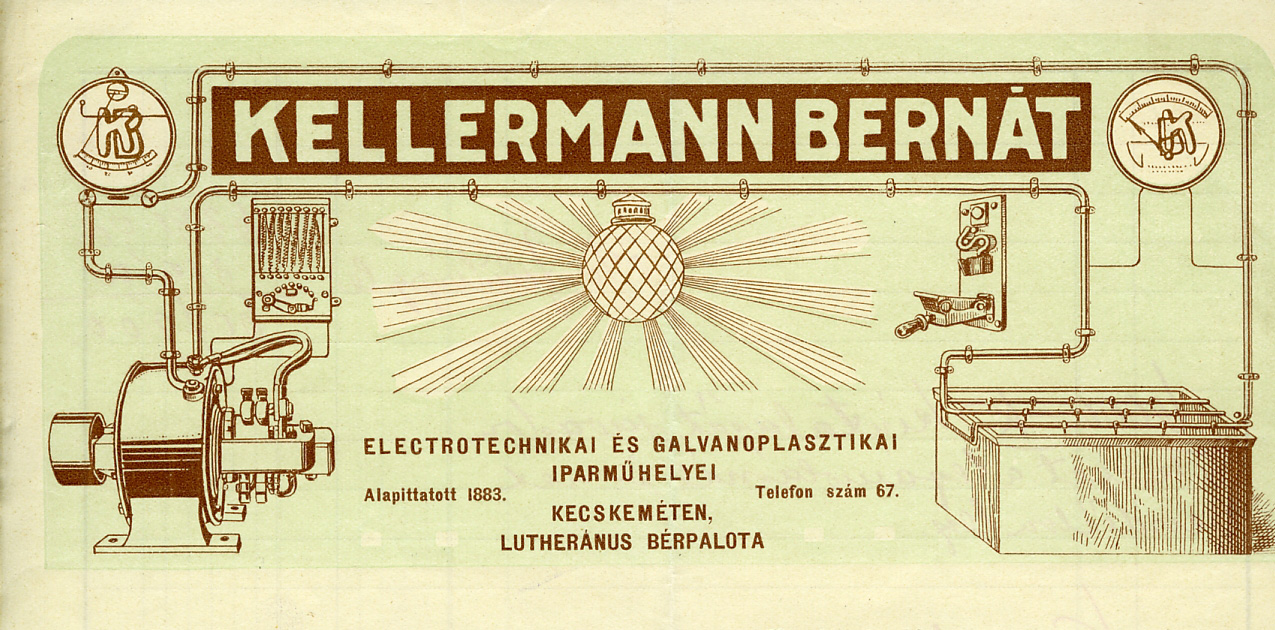 KELLERMANN BERNÁT
ELECTROTECHNIKAI ÉS GALVANOPLASZTIKAI
IPARMŰHELYEI
Alapittatott 1883.
Telefon szám 67.
KECSKEMÉTEN,
LUTHERÁNUS BÉRPALOTA